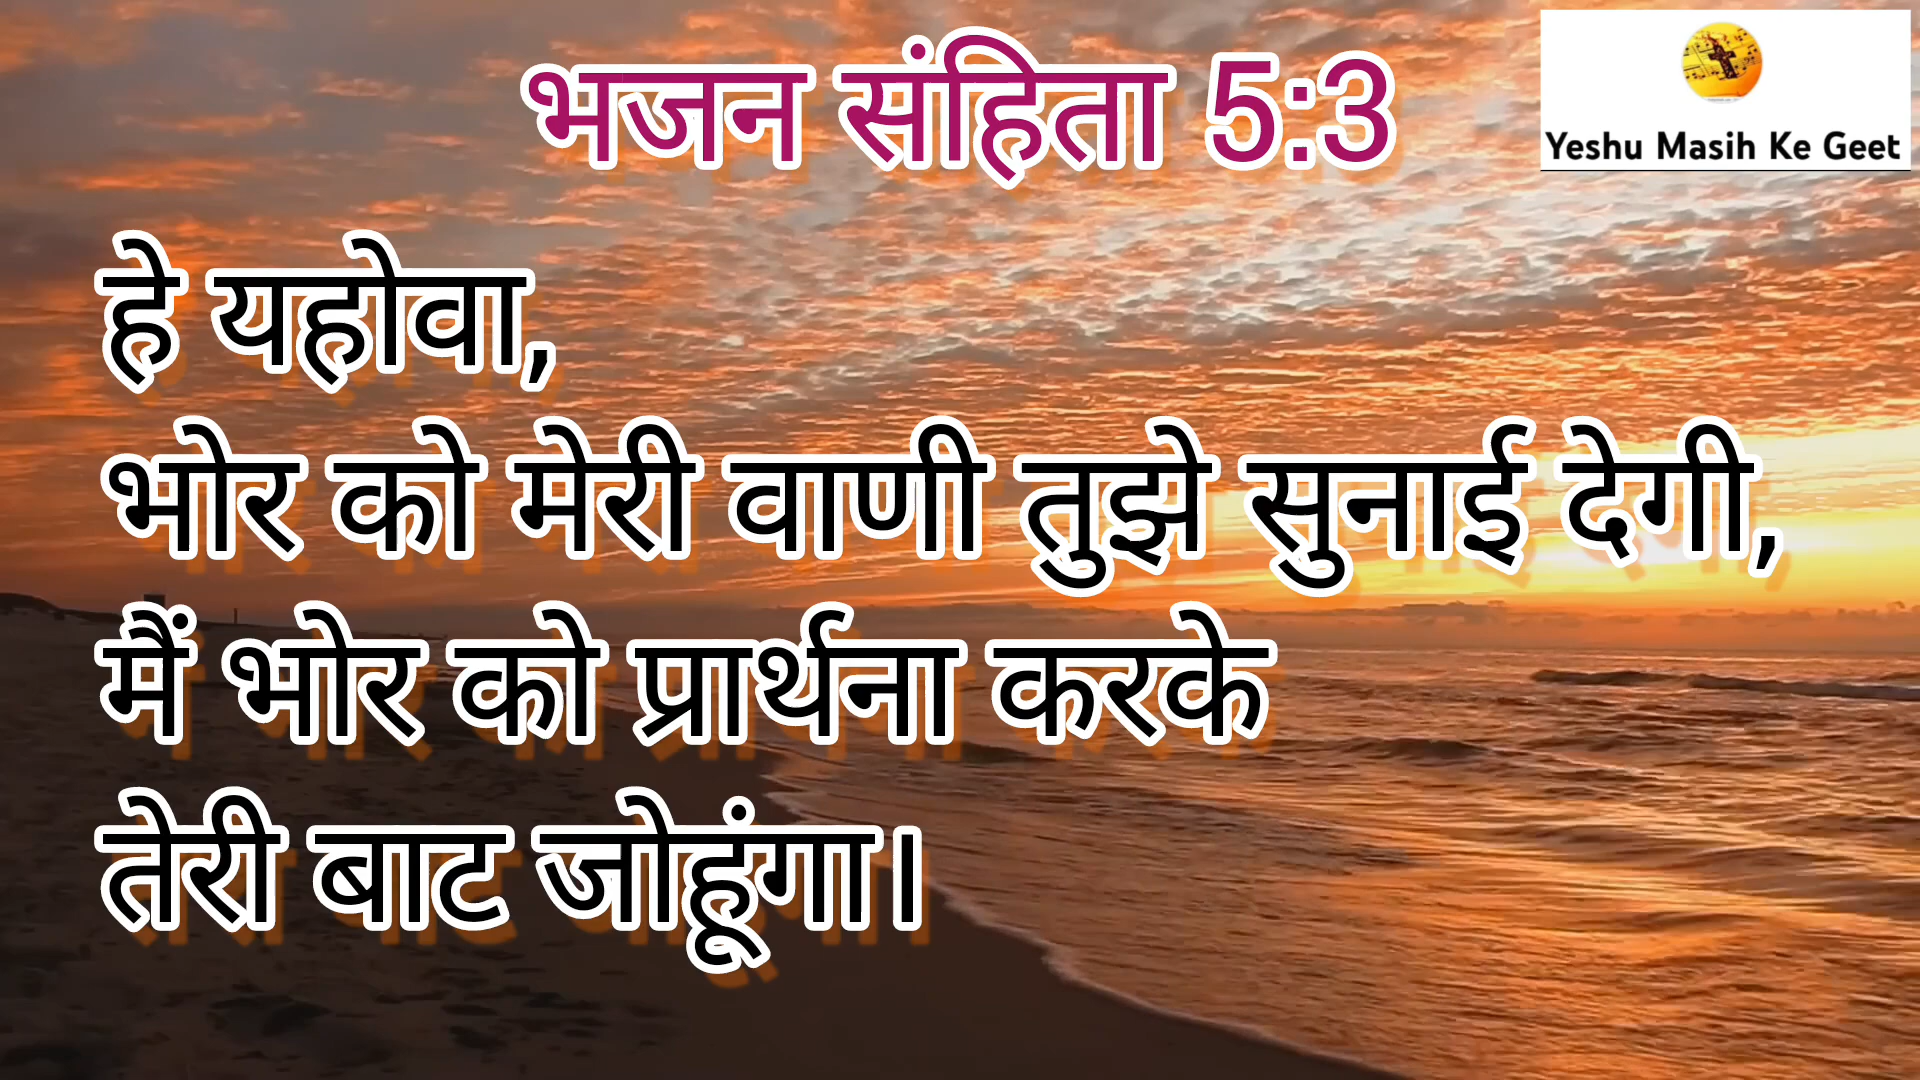 भजन संहिता 5:3
Yeshu Masih Ke Geet
हे यहोवा,
भोर को मेरी वाणी तुझे सुनाई देगी,
मैं भोर को प्रार्थना करके
तेरी बाट जोहूंगा।